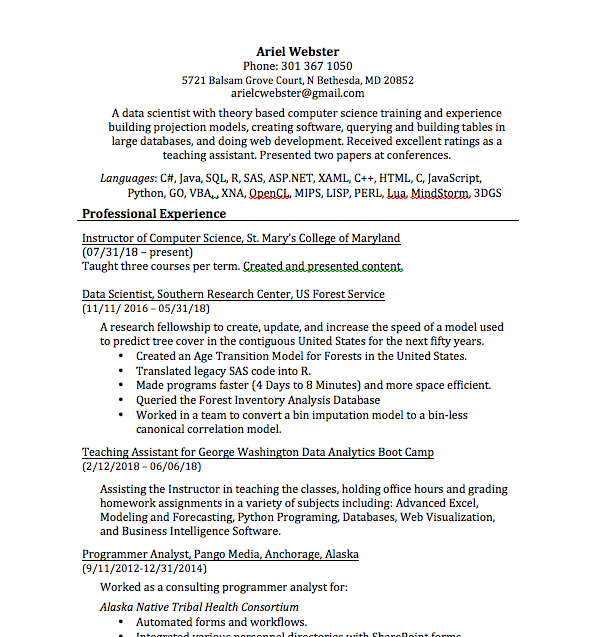 Ariel Webster
Phone: 301 367 1050
5721 Balsam Grove Court, N Bethesda, MD 20852
arielcwebster@gmail.com
A data scientist with theory based computer science training and experience
building projection models, creating software, querying and building tables in
large databases, and doing web development. Received excellent ratings as a
teaching assistant. Presented two papers at conferences.
Languages: C#, Java, SQL, R, SAS, ASP.NET, XAML, C++, HTML, C, JavaScript,
Python, GO, VBA,, XNA, OpenCL, MIPS, LISP, PERL, Lua, MindStorm, 3DGS
Professional Experience
Instructor of Computer Science, St. Mary's College of Maryland
(07/31/18 – present)
Taught three courses per term. Created and presented content.
Data Scientist, Southern Research Center, US Forest Service
(11/11/ 2016 – 05/31/18)
A research fellowship to create, update, and increase the speed of a model used
to predict tree cover in the contiguous United States for the next fifty years.
• Created an Age Transition Model for Forests in the United States.
• Translated legacy SAS code into R.
• Made programs faster (4 Days to 8 Minutes) and more space efficient.
• Queried the Forest Inventory Analysis Database
• Worked in a team to convert a bin imputation model to a bin-less
canonical correlation model.
Teaching Assistant for George Washington Data Analytics Boot Camp
(2/12/2018 – 06/06/18)
Assisting the Instructor in teaching the classes, holding office hours and grading
homework assignments in a variety of subjects including: Advanced Excel,
Modeling and Forecasting, Python Programing, Databases, Web Visualization,
and Business Intelligence Software.
Programmer Analyst, Pango Media, Anchorage, Alaska
(9/11/2012-12/31/2014)
Worked as a consulting programmer analyst for:
Alaska Native Tribal Health Consortium
• Automated forms and workflows.
• Integrated various personnel directories with SharePoint forms